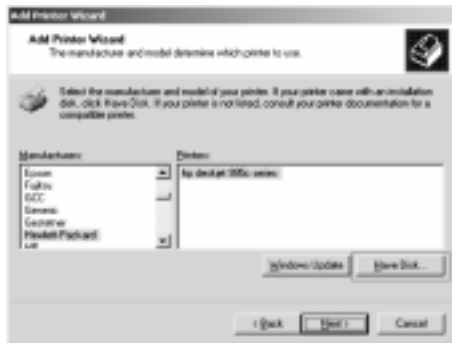 Add Printer Wizard
Add Printer Wizard
The manufacturer and model determine which printer to use.
Select the manufacturer and model of your printer. If your printer came with an installation
disk, click Have Disk. If your printer is not listed, consult your printer documentation for a
compatible printer.
Manufacturers:
Epson
Fujitsu
GCC
Generic
Gestetner
Hewlett-Packard
Printers:
hp deskjet 995c series
Windows Update
Have Disk...
< Back
Next >
Cancel